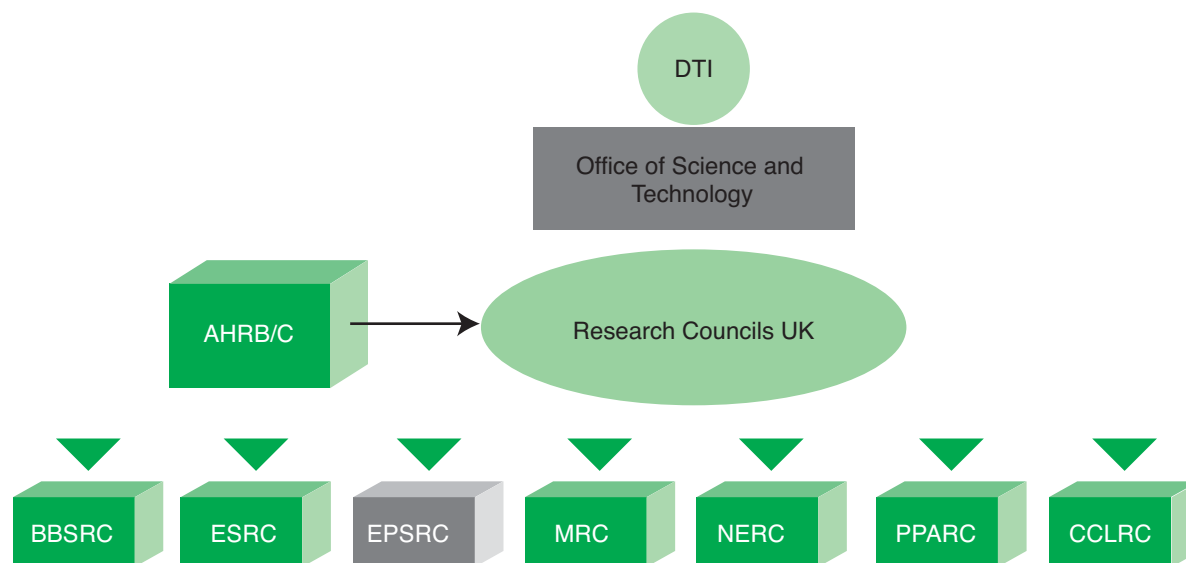 DTI
Office of Science and
Technology
AHRB/C
Research Councils UK
BBSRC
ESRC
EPSRC
MRC
NERC
PPARC
CCLRC